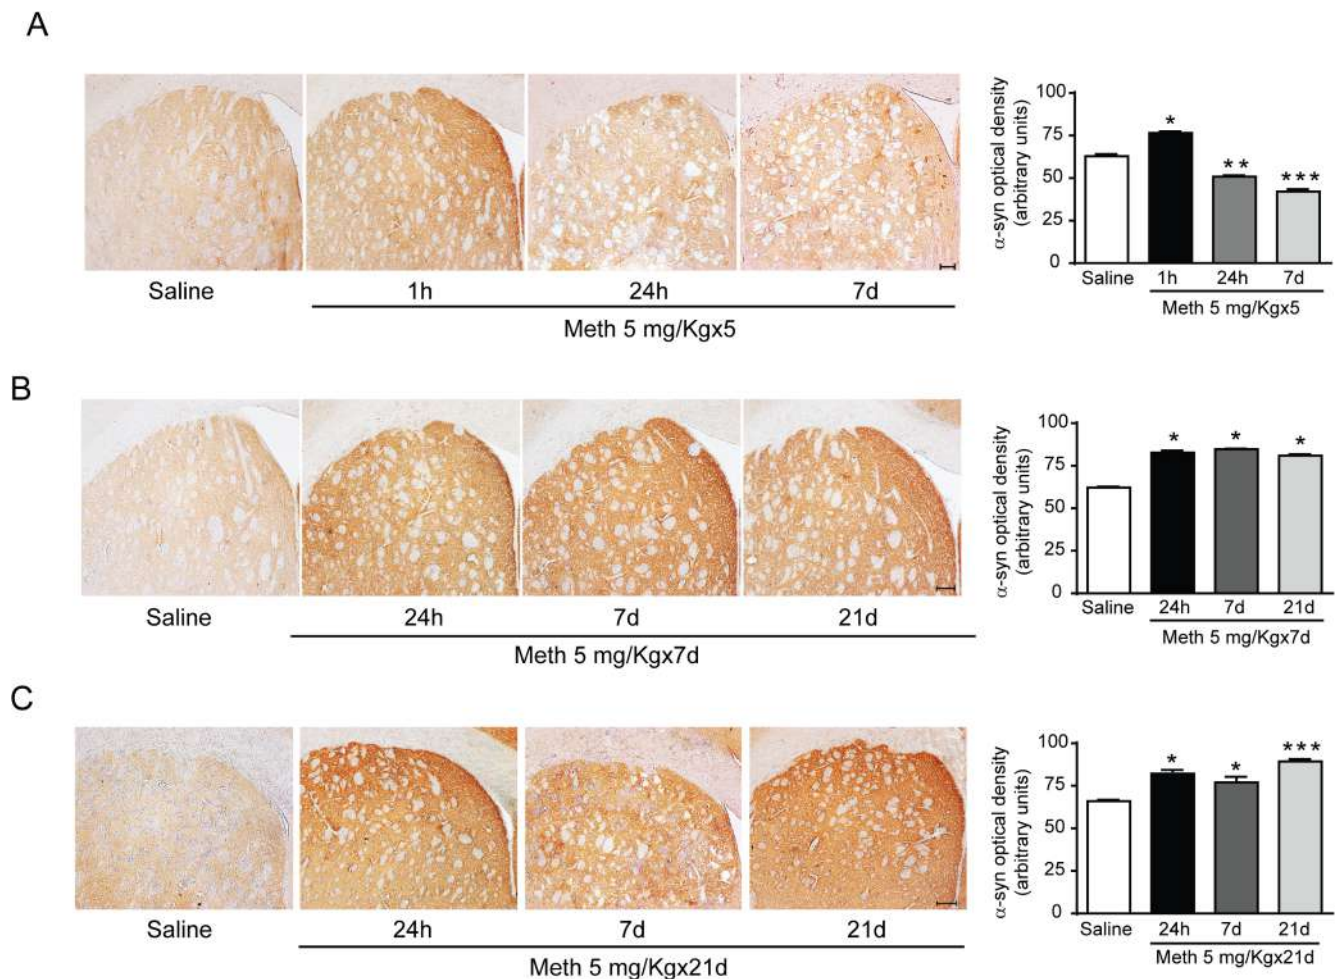 A
Saline 1h 24h 7d
Meth 5 mg/Kgx5
α-syn optical density
(arbitrary units)
100
75
50
25
0
*
**
***
Saline 1h 24h 7d
Meth 5 mg/Kgx5
B
Saline 24h 7d 21d
Meth 5 mg/Kgx7d
α-syn optical density
(arbitrary units)
100
75
50
25
0
* * *
Saline 24h 7d 21d
Meth 5 mg/Kgx7d
C
Saline 24h 7d 21d
Meth 5 mg/Kgx21d
α-syn optical density
(arbitrary units)
100
75
50
25
0
* * ***
Saline 24h 7d 21d
Meth 5 mg/Kgx21d